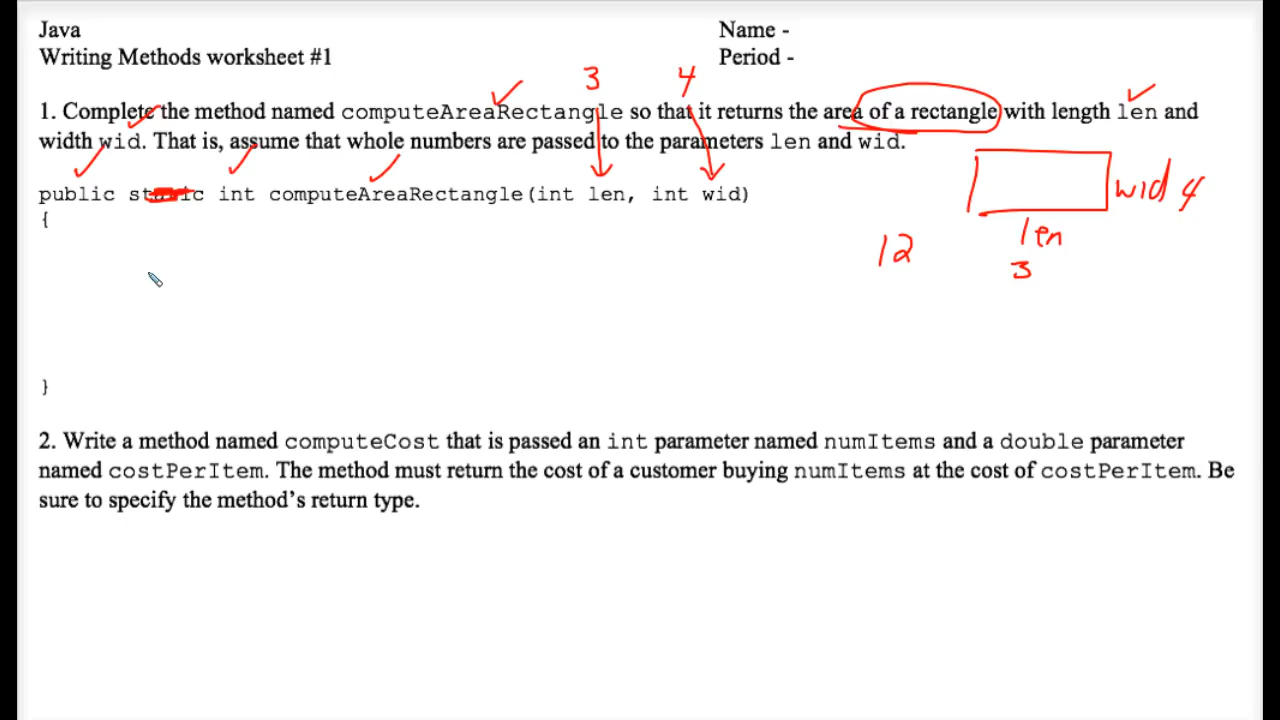 Java
Name -
Writing Methods worksheet #1
Period -
3 4
1. Complete the method named computeAreaRectangle so that it returns the area of a rectangle with length len and
width wid. That is, assume that whole numbers are passed to the parameters len and wid.
public static int computeAreaRectangle(int len, int wid)
wid 4
{
len
12
3
}
2. Write a method named computeCost that is passed an int parameter named numItems and a double parameter
named costPerItem. The method must return the cost of a customer buying numItems at the cost of costPerItem. Be
sure to specify the method’s return type.